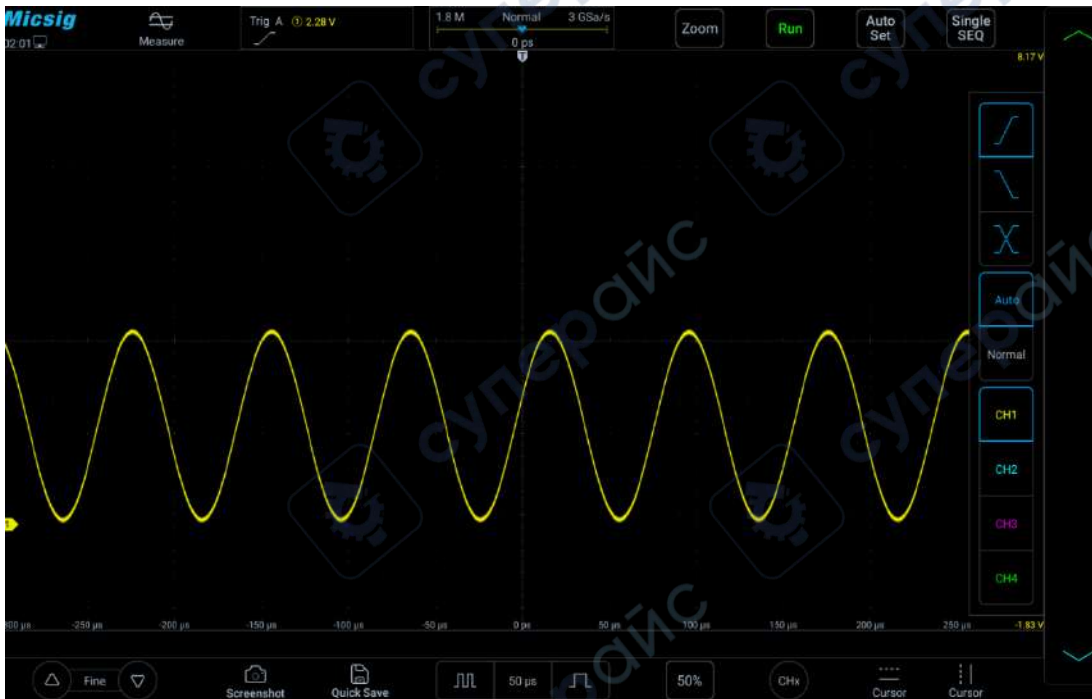 Micsig
02:01
Measure
Trig A ① 2.28 V
1.8 M Normal 3 GSa/s
0 ps
Zoom
Run
Auto Set
Single SEQ
T
8.17 V
Auto
Normal
CH1
CH2
CH3
CH4
1
-250 μs -200 μs -150 μs -100 μs -50 μs 0 ps 50 μs 100 μs 150 μs 200 μs 250 μs -1.83 V
Fine
Screenshot
Quick Save
50 μs
50%
CHx
Cursor
Cursor
суперайс
суперайс
суперайс